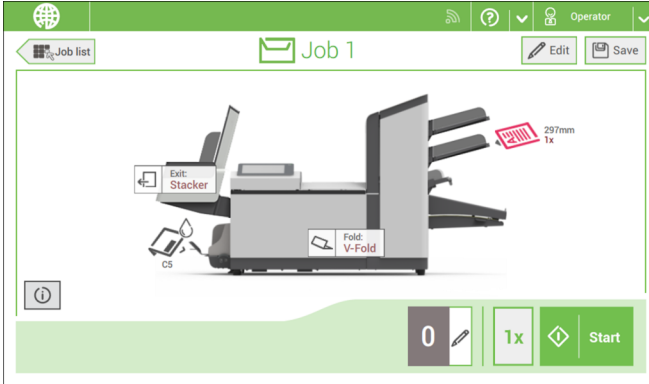 Operator
Job list
Job 1
Edit
Save
297mm
1x
Exit:
Stacker
Fold:
V-Fold
C5
0
1x
Start